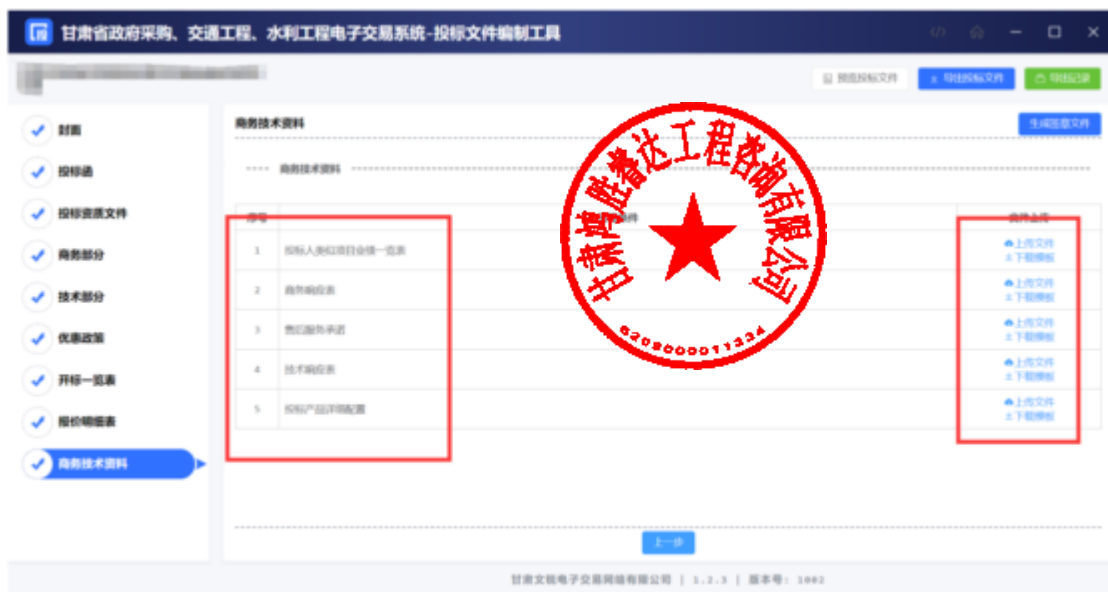 甘肃省政府采购、交通工程、水利工程电子交易系统-投标文件编制工具
预览投标文件 导出投标文件 导出记录
封面
投标函
投标资质文件
商务部分
技术部分
优惠政策
开标一览表
报价明细表
商务技术资料
商务技术资料
生成签章文件
商务技术资料
序号 文件上传
1 投标人类似项目业绩一览表 上传文件
下载模板
2 商务响应表 上传文件
下载模板
3 售后服务承诺 上传文件
下载模板
4 技术响应表 上传文件
下载模板
5 投标产品详细配置 上传文件
下载模板
甘肃鸿胜睿达工程咨询有限公司
6209000011334
上一步
甘肃文锐电子交易网络有限公司 | 1.2.3 | 版本号: 1002